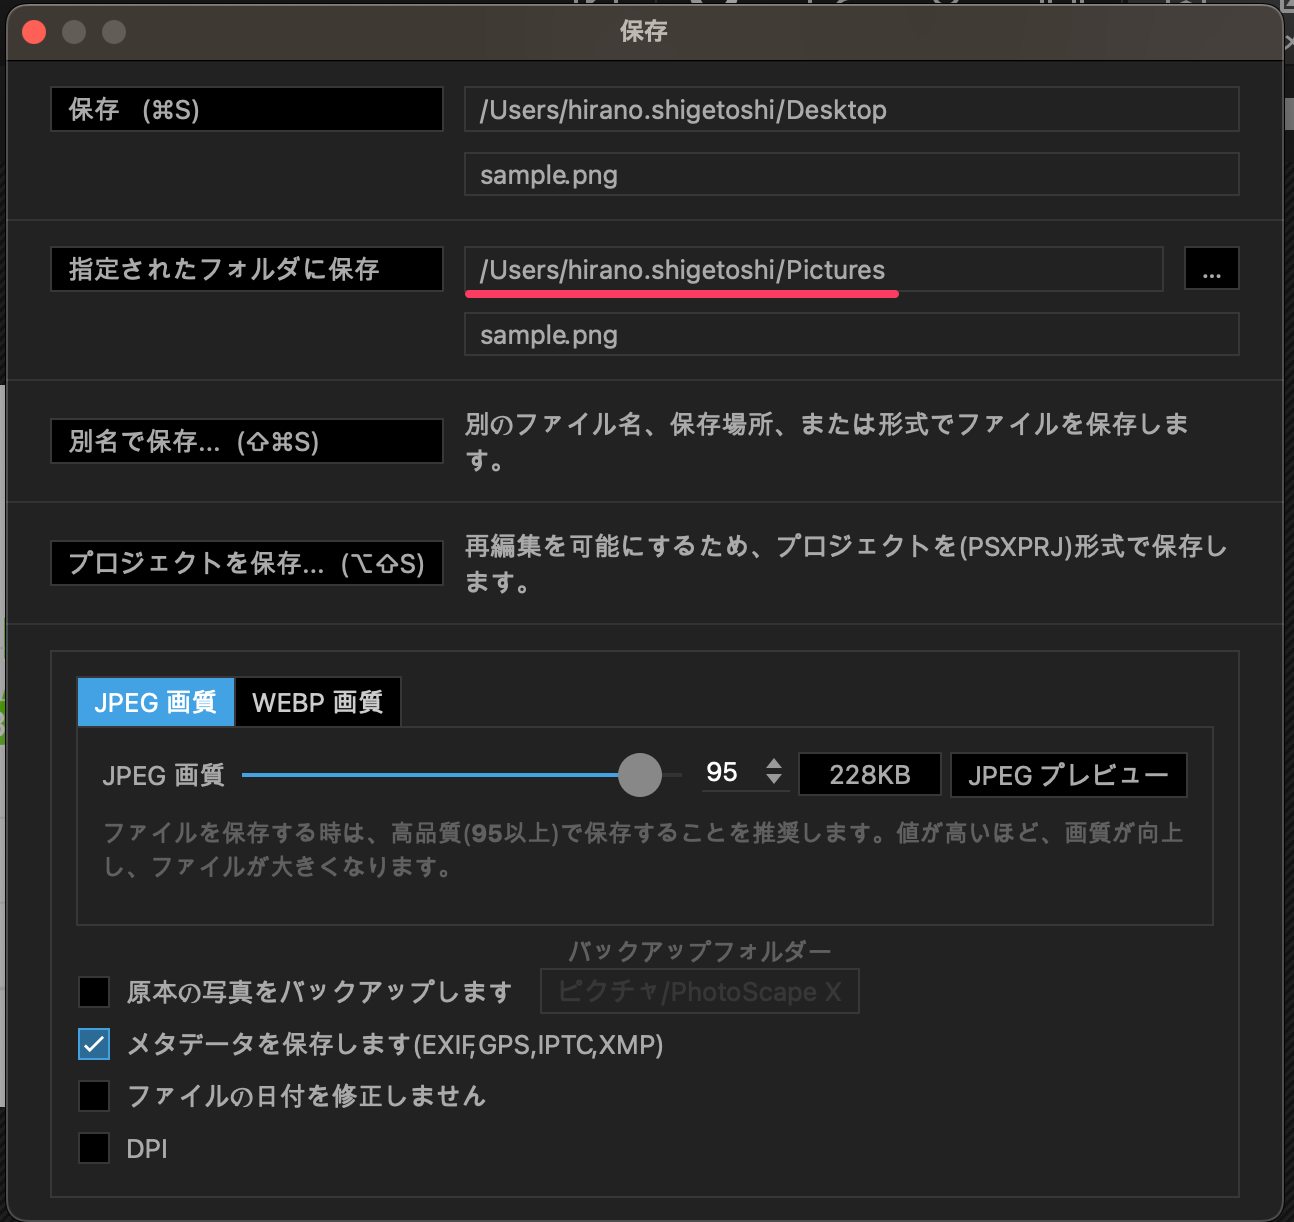 保存
保存 (⌘S)
/Users/hirano.shigetoshi/Desktop
sample.png
指定されたフォルダに保存
/Users/hirano.shigetoshi/Pictures
...
sample.png
別名で保存... (⇧⌘S)
別のファイル名、保存場所、または形式でファイルを保存しま
す。
プロジェクトを保存... (⌥⇧S)
再編集を可能にするため、プロジェクトを(PSXPRJ)形式で保存し
ます。
JPEG 画質
WEBP 画質
JPEG 画質
95
228KB
JPEG プレビュー
ファイルを保存する時は、高品質(95以上)で保存することを推奨します。値が高いほど、画質が向上
し、ファイルが大きくなります。
バックアップフォルダー
原本の写真をバックアップします
ピクチャ/PhotoScape X
メタデータを保存します(EXIF,GPS,IPTC,XMP)
ファイルの日付を修正しません
DPI